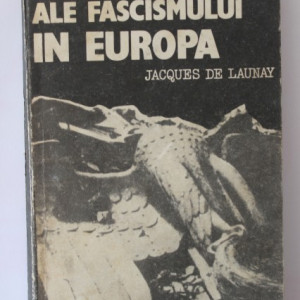 ALE FASCISMULUI
IN EUROPA
JACQUES DE LAUNAY